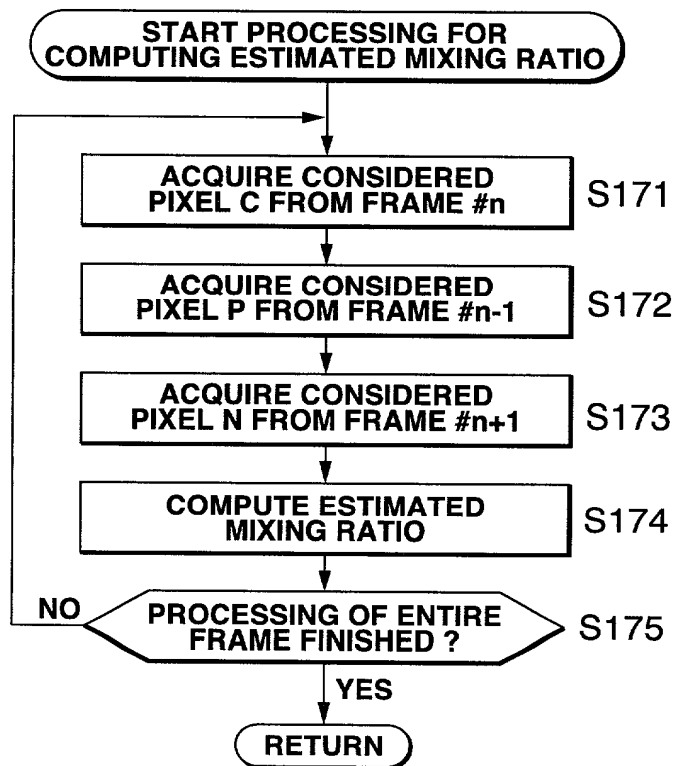 START PROCESSING FOR
COMPUTING ESTIMATED MIXING RATIO
ACQUIRE CONSIDERED
PIXEL C FROM FRAME #n
S171
ACQUIRE CONSIDERED
PIXEL P FROM FRAME #n-1
S172
ACQUIRE CONSIDERED
PIXEL N FROM FRAME #n+1
S173
COMPUTE ESTIMATED
MIXING RATIO
S174
NO
PROCESSING OF ENTIRE
FRAME FINISHED ?
S175
YES
RETURN